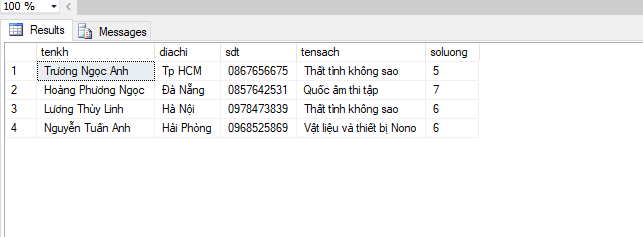 100 %
Results Messages
tenkh diachi sdt tensach soluong
1 Trương Ngọc Anh Tp HCM 0867656675 Thất tình không sao 5
2 Hoàng Phương Ngọc Đà Nẵng 0857642531 Quốc âm thi tập 7
3 Lương Thùy Linh Hà Nội 0978473839 Thất tình không sao 6
4 Nguyễn Tuấn Anh Hải Phòng 0968525869 Vật liệu và thiết bị Nono 6